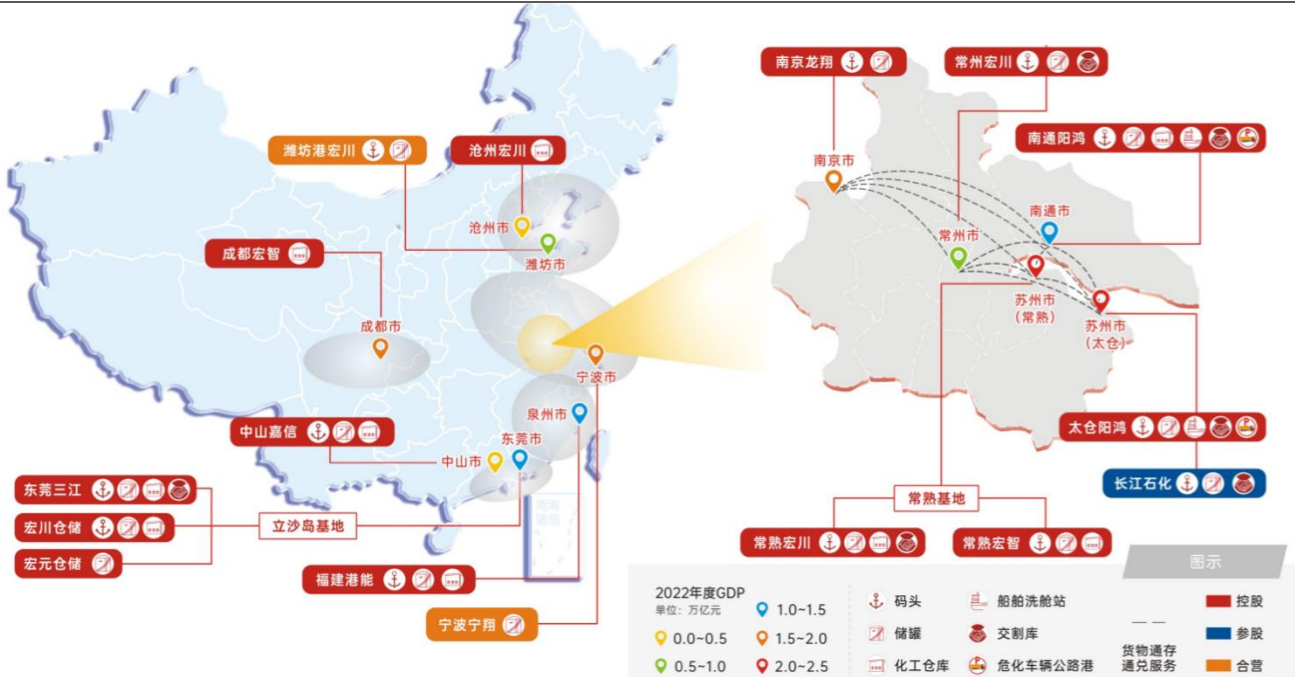 潍坊港宏川
沧州宏川
沧州市
潍坊市
成都宏智
成都市
宁波市
泉州市
中山嘉信
东莞市
中山市
东莞三江
宏川仓储
宏元仓储
立沙岛基地
南海
诸岛
福建港能
宁波宁翔
南京龙翔
常州宏川
南通阳鸿
南京市
南通市
常州市
苏州市
(常熟)
苏州市
(太仓)
太仓阳鸿
长江石化
常熟基地
常熟宏川
常熟宏智
图示
2022年度GDP
单位：万亿元
1.0~1.5
0.0~0.5
1.5~2.0
0.5~1.0
2.0~2.5
码头
船舶洗舱站
储罐
交割库
化工仓库
危化车辆公路港
货物通存
通兑服务
控股
参股
合营